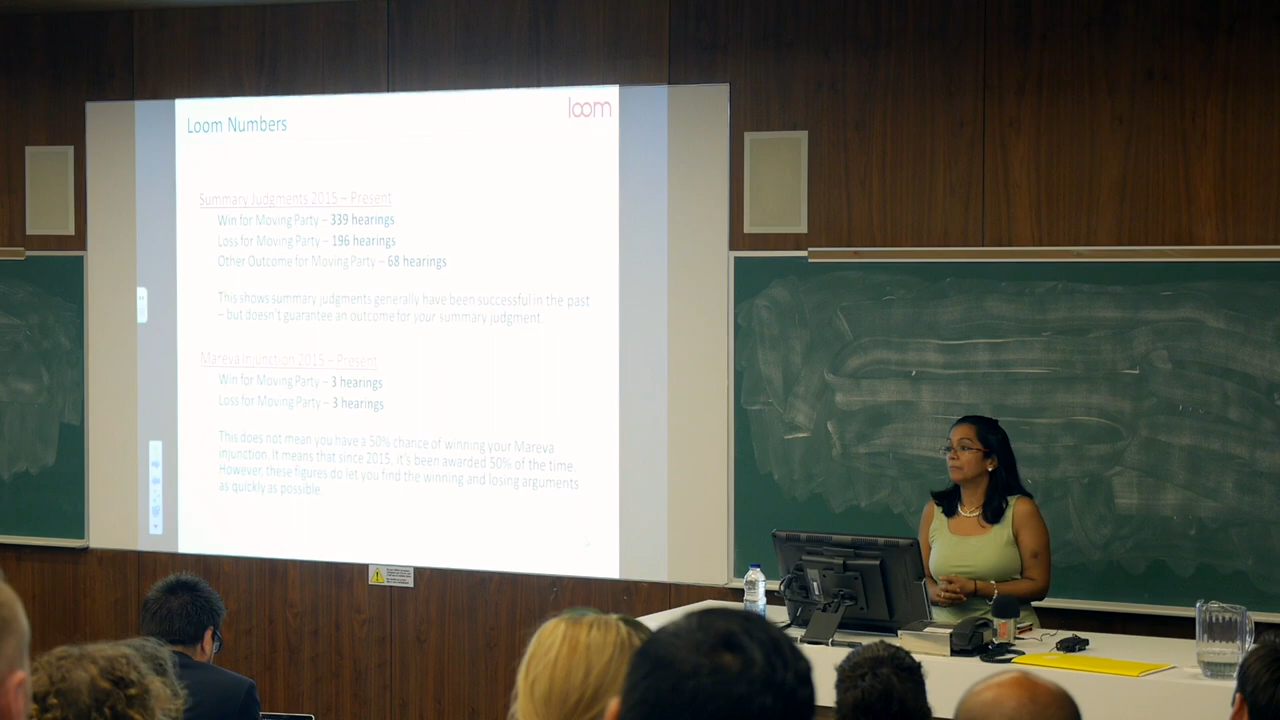 loom
Loom Numbers
Summary Judgments 2015 – Present
Win for Moving Party – 339 hearings
Loss for Moving Party – 196 hearings
Other Outcome for Moving Party – 68 hearings
This shows summary judgments generally have been successful in the past
– but doesn't guarantee an outcome for your summary judgment.
Mareva Injunction 2015 – Present
Win for Moving Party – 3 hearings
Loss for Moving Party – 3 hearings
This does not mean you have a 50% chance of winning your Mareva
injunction. It means that since 2015, it's been awarded 50% of the time.
However, these figures do let you find the winning and losing arguments
as quickly as possible.